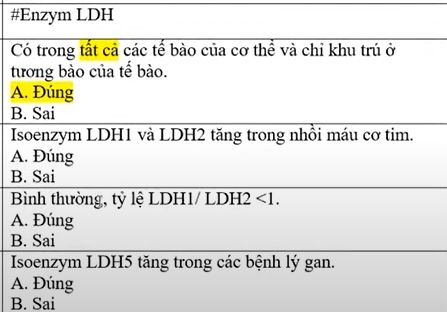 #Enzym LDH
Có trong tất cả các tế bào của cơ thể và chỉ khu trú ở
tương bào của tế bào.
A. Đúng
B. Sai
Isoenzym LDH1 và LDH2 tăng trong nhồi máu cơ tim.
A. Đúng
B. Sai
Bình thường, tỷ lệ LDH1/ LDH2 <1.
A. Đúng
B. Sai
Isoenzym LDH5 tăng trong các bệnh lý gan.
A. Đúng
B. Sai